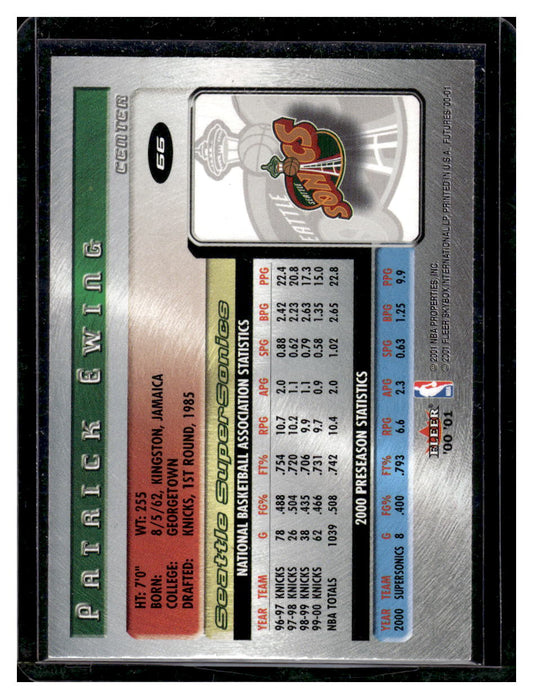 PATRICK EWING
CENTER
66
HT: 7'0" WT: 255
BORN: 8/5/62, KINGSTON, JAMAICA
COLLEGE: GEORGETOWN
DRAFTED: KNICKS, 1ST ROUND, 1985
SEATTLE
SONICS
Seattle SuperSonics
NATIONAL BASKETBALL ASSOCIATION STATISTICS
YEAR TEAM G FG% FT% RPG APG SPG BPG PPG
96-97 KNICKS 78 .488 .754 10.7 2.0 0.88 2.42 22.4
97-98 KNICKS 26 .504 .720 10.2 1.1 0.62 2.23 20.8
98-99 KNICKS 38 .435 .706 9.9 1.1 0.79 2.63 17.3
99-00 KNICKS 62 .466 .731 9.7 0.9 0.58 1.35 15.0
NBA TOTALS 1039 .508 .742 10.4 2.0 1.02 2.65 22.8
2000 PRESEASON STATISTICS
YEAR TEAM G FG% FT% RPG APG SPG BPG PPG
2000 SUPERSONICS 8 .400 .793 6.6 2.3 0.63 1.25 9.9
FLEER
'00 '01
NBA
© 2001 NBA PROPERTIES, INC.
© 2001 FLEER SKYBOX INTERNATIONAL LP, PRINTED IN U.S.A., FUTURES '00-01